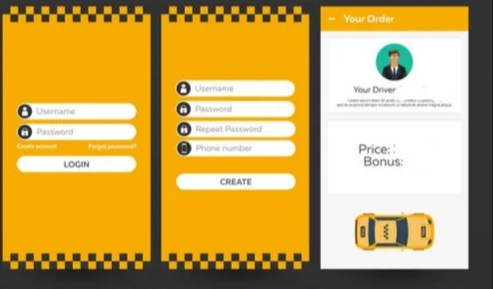 Username
Password
Create account
Forgot password?
LOGIN
Username
Password
Repeat Password
Phone number
CREATE
Your Order
Your Driver
Price:
Bonus: